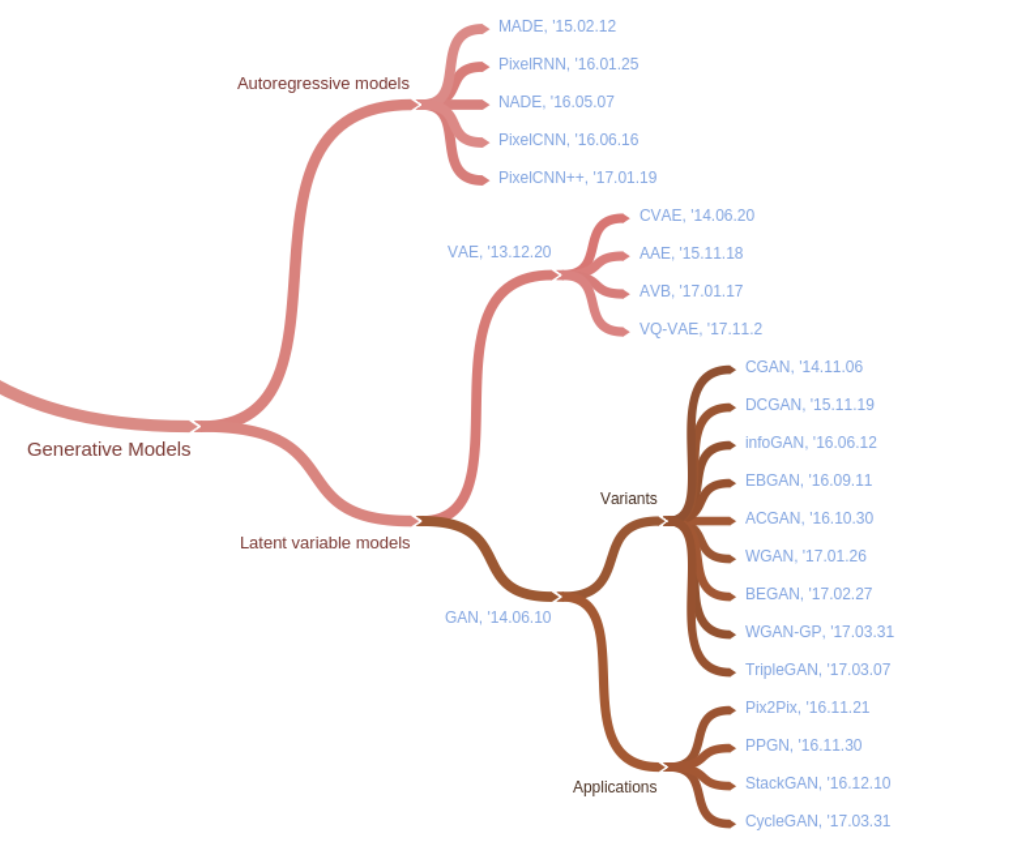 MADE, '15.02.12
PixelRNN, '16.01.25
Autoregressive models
NADE, '16.05.07
PixelCNN, '16.06.16
PixelCNN++, '17.01.19
CVAE, '14.06.20
VAE, '13.12.20
AAE, '15.11.18
AVB, '17.01.17
VQ-VAE, '17.11.2
CGAN, '14.11.06
DCGAN, '15.11.19
infoGAN, '16.06.12
Generative Models
EBGAN, '16.09.11
Variants
ACGAN, '16.10.30
Latent variable models
WGAN, '17.01.26
BEGAN, '17.02.27
GAN, '14.06.10
WGAN-GP, '17.03.31
TripleGAN, '17.03.07
Pix2Pix, '16.11.21
PPGN, '16.11.30
Applications
StackGAN, '16.12.10
CycleGAN, '17.03.31